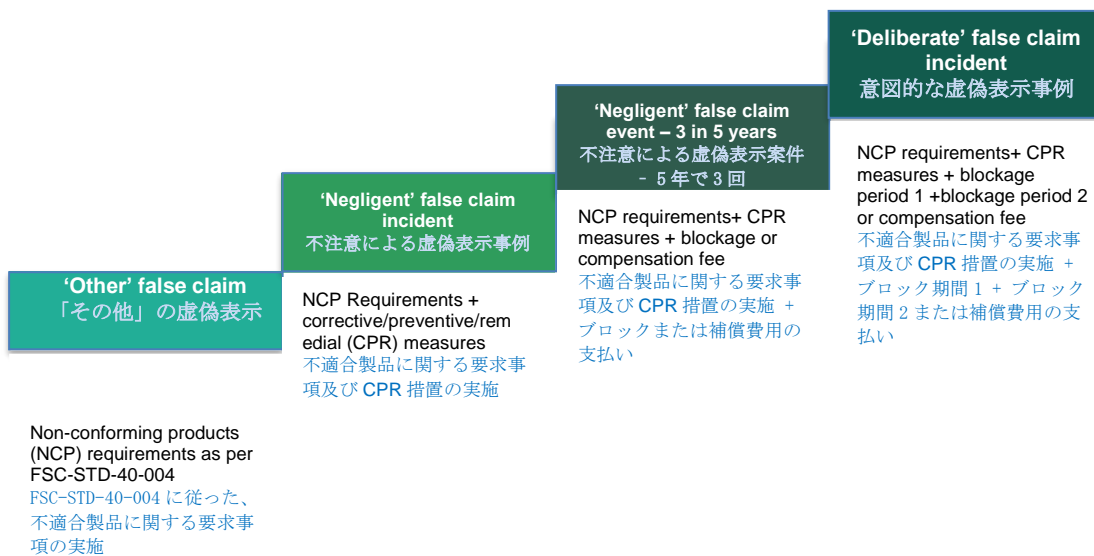 'Other' false claim
「その他」の虚偽表示
Non-conforming products
(NCP) requirements as per
FSC-STD-40-004
FSC-STD-40-004 に従った、
不適合製品に関する要求事
項の実施
'Negligent' false claim
incident
不注意による虚偽表示事例
NCP Requirements +
corrective/preventive/rem
edial (CPR) measures
不適合製品に関する要求事
項及び CPR 措置の実施
'Negligent' false claim
event – 3 in 5 years
不注意による虚偽表示案件
- 5 年で 3 回
NCP requirements+ CPR
measures + blockage or
compensation fee
不適合製品に関する要求事
項及び CPR 措置の実施 +
ブロックまたは補償費用の
支払い
'Deliberate' false claim
incident
意図的な虚偽表示事例
NCP requirements+ CPR
measures + blockage
period 1 +blockage period 2
or compensation fee
不適合製品に関する要求事
項及び CPR 措置の実施 +
ブロック期間 1 + ブロック
期間 2 または補償費用の支
払い